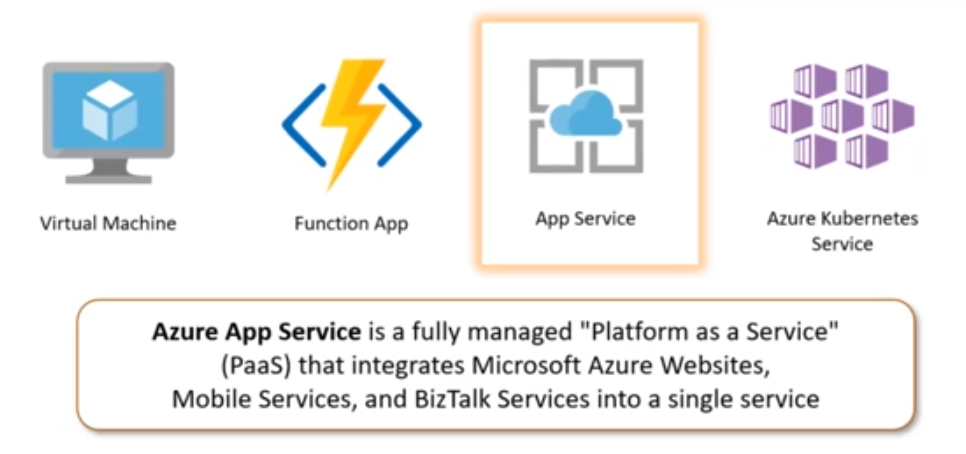 Virtual Machine
Function App
App Service
Azure Kubernetes
Service
Azure App Service is a fully managed "Platform as a Service"
(PaaS) that integrates Microsoft Azure Websites,
Mobile Services, and BizTalk Services into a single service